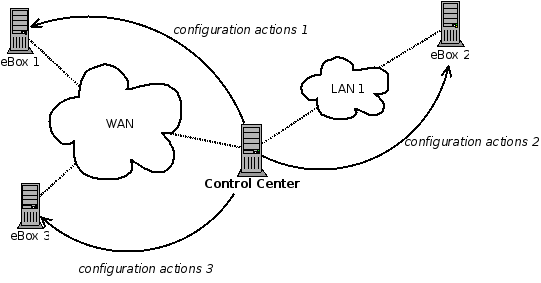 configuration actions 1
eBox 1
eBox 2
LAN 1
WAN
configuration actions 2
Control Center
eBox 3
configuration actions 3